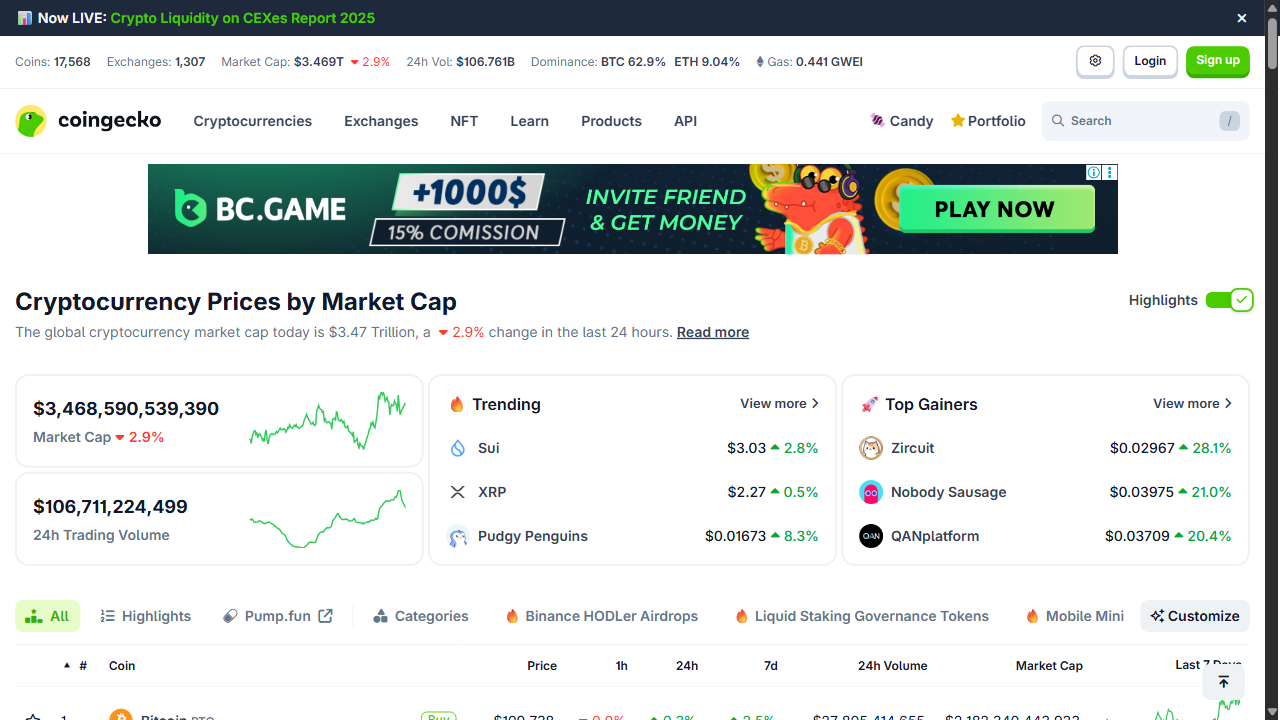 Now LIVE: Crypto Liquidity on CEXes Report 2025
Coins: 17,568 Exchanges: 1,307 Market Cap: $3.469T 2.9% 24h Vol: $106.761B Dominance: BTC 62.9% ETH 9.04% Gas: 0.441 GWEI
Login
Sign up
coingecko
Cryptocurrencies Exchanges NFT Learn Products API
Candy Portfolio
Search /
BC.GAME
+1000$
15% COMISSION
INVITE FRIEND
& GET MONEY
PLAY NOW
Cryptocurrency Prices by Market Cap
Highlights
The global cryptocurrency market cap today is $3.47 Trillion, a 2.9% change in the last 24 hours. Read more
$3,468,590,539,390
Market Cap 2.9%
$106,711,224,499
24h Trading Volume
Trending View more
Sui $3.03 2.8%
XRP $2.27 0.5%
Pudgy Penguins $0.01673 8.3%
Top Gainers View more
Zircuit $0.02967 28.1%
Nobody Sausage $0.03975 21.0%
QAN QANplatform $0.03709 20.4%
All Highlights Pump.fun Categories Binance HODLer Airdrops Liquid Staking Governance Tokens Mobile Mini Customize
# Coin Price 1h 24h 7d 24h Volume Market Cap Last 7 Days
1 Bitcoin BTC Buy